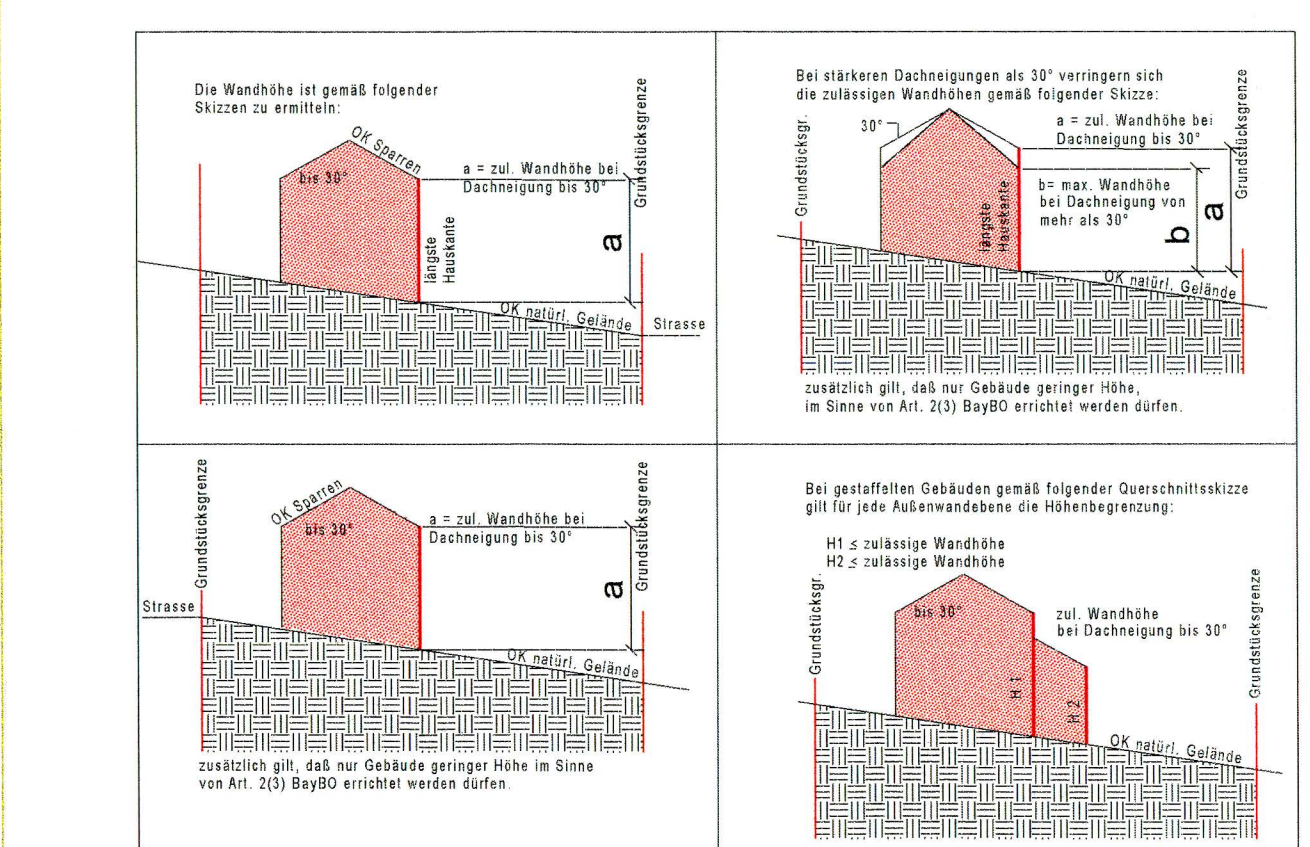 Die Wandhöhe ist gemäß folgender
Skizzen zu ermitteln:
OK Sparren
bis 30°
a = zul. Wandhöhe bei
Dachneigung bis 30°
längste
Hauskante
a
Grundstücksgrenze
OK natürl. Gelände
Strasse
Bei stärkeren Dachneigungen als 30° verringern sich
die zulässigen Wandhöhen gemäß folgender Skizze:
Grundstücksgr.
30°
a = zul. Wandhöhe bei
Dachneigung bis 30°
b= max. Wandhöhe
bei Dachneigung von
mehr als 30°
längste
Hauskante
b
a
Grundstücksgrenze
OK natürl. Gelände
zusätzlich gilt, daß nur Gebäude geringer Höhe,
im Sinne von Art. 2(3) BayBO errichtet werden dürfen.
Grundstücksgrenze
OK Sparren
bis 30°
a = zul. Wandhöhe bei
Dachneigung bis 30°
a
Grundstücksgrenze
Strasse
OK natürl. Gelände
zusätzlich gilt, daß nur Gebäude geringer Höhe im Sinne
von Art. 2(3) BayBO errichtet werden dürfen.
Bei gestaffelten Gebäuden gemäß folgender Querschnittsskizze
gilt für jede Außenwandebene die Höhenbegrenzung:
H1 ≤ zulässige Wandhöhe
H2 ≤ zulässige Wandhöhe
Grundstücksgr.
bis 30°
zul. Wandhöhe
bei Dachneigung bis 30°
H 1
H 2
Grundstücksgrenze
OK natürl. Gelände